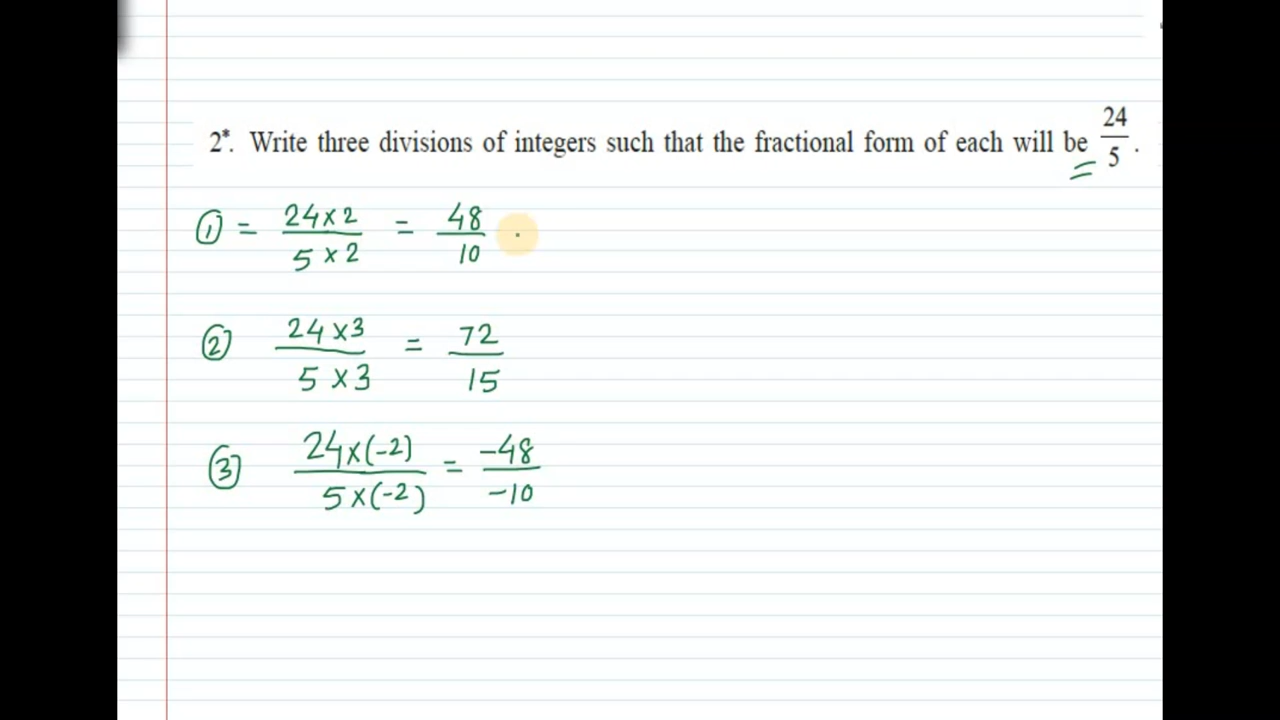 2*. Write three divisions of integers such that the fractional form of each will be 24/5.
① = 24×2/5×2 = 48/10
② 24×3/5×3 = 72/15
③ 24×(-2)/5×(-2) = -48/-10